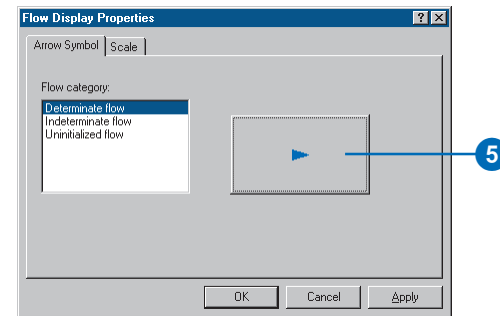 Flow Display Properties
Arrow Symbol Scale
Flow category:
Determinate flow
Indeterminate flow
Uninitialized flow
5
OK Cancel Apply